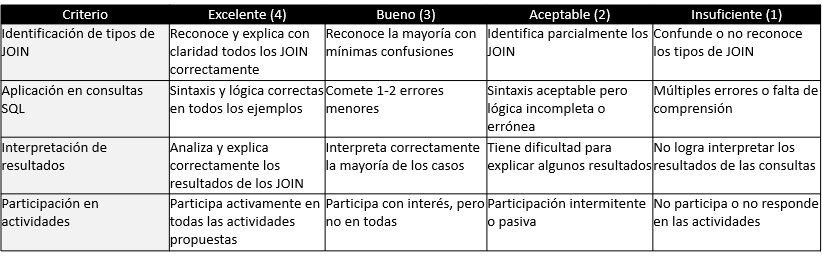 Criterio Excelente (4) Bueno (3) Aceptable (2) Insuficiente (1)
Identificación de tipos de JOIN
Reconoce y explica con claridad todos los JOIN correctamente
Reconoce la mayoría con mínimas confusiones
Identifica parcialmente los JOIN
Confunde o no reconoce los tipos de JOIN
Aplicación en consultas SQL
Sintaxis y lógica correctas en todos los ejemplos
Comete 1-2 errores menores
Sintaxis aceptable pero lógica incompleta o errónea
Múltiples errores o falta de comprensión
Interpretación de resultados
Analiza y explica correctamente los resultados de los JOIN
Interpreta correctamente la mayoría de los casos
Tiene dificultad para explicar algunos resultados
No logra interpretar los resultados de las consultas
Participación en actividades
Participa activamente en todas las actividades propuestas
Participa con interés, pero no en todas
Participación intermitente o pasiva
No participa o no responde en las actividades